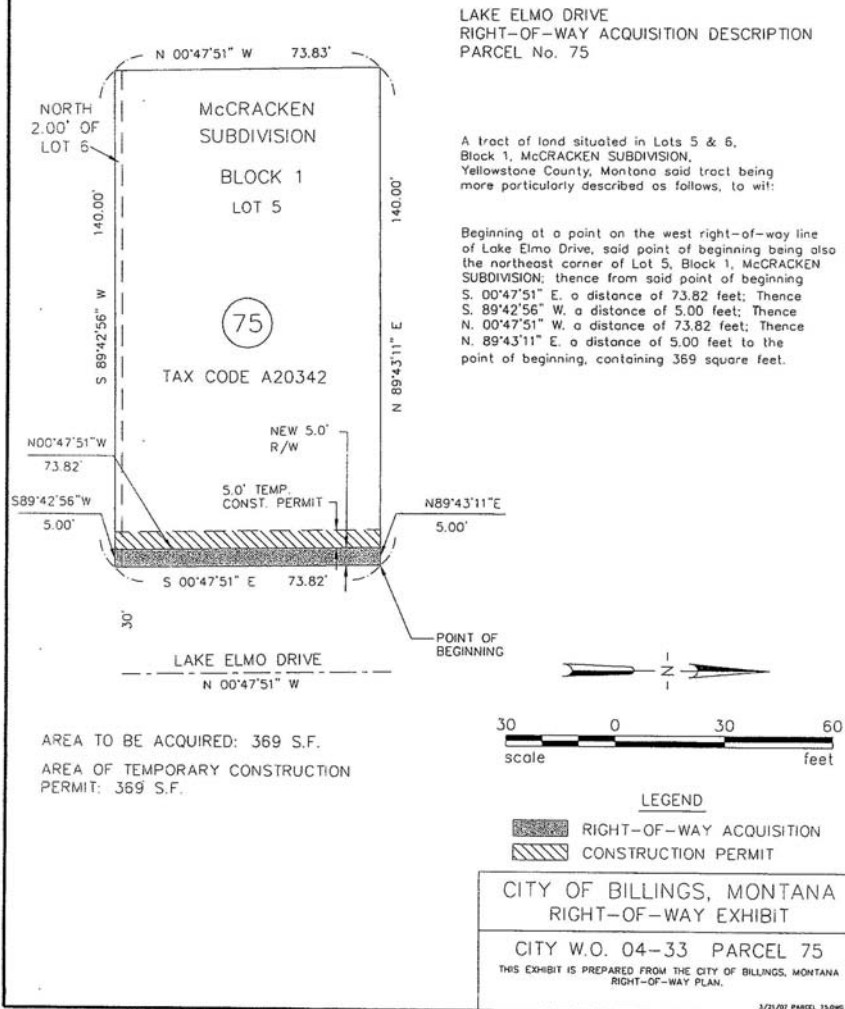 LAKE ELMO DRIVE
RIGHT-OF-WAY ACQUISITION DESCRIPTION
PARCEL No. 75
A tract of land situated in Lots 5 & 6,
Block 1, McCRACKEN SUBDIVISION,
Yellowstone County, Montana said tract being
more particularly described as follows, to wit:
Beginning at a point on the west right-of-way line
of Lake Elmo Drive, said point of beginning being also
the northeast corner of Lot 5, Block 1, McCRACKEN
SUBDIVISION; thence from said point of beginning
S. 00°47'51" E. a distance of 73.82 feet; Thence
S. 89°42'56" W. a distance of 5.00 feet; Thence
N. 00°47'51" W. a distance of 73.82 feet; Thence
N. 89°43'11" E. a distance of 5.00 feet to the
point of beginning, containing 369 square feet.
N 00°47'51" W 73.83'
NORTH
2.00' OF
LOT 6
McCRACKEN
SUBDIVISION
BLOCK 1
LOT 5
140.00'
S 89°42'56" W
140.00'
N 89°43'11" E
75
TAX CODE A20342
NEW 5.0'
R/W
N00°47'51"W
73.82'
5.0' TEMP.
CONST. PERMIT
S89°42'56"W
5.00'
N89°43'11"E
5.00'
S 00°47'51" E 73.82'
30'
POINT OF
BEGINNING
LAKE ELMO DRIVE
N 00°47'51" W
N
30 0 30 60
scale feet
AREA TO BE ACQUIRED: 369 S.F.
AREA OF TEMPORARY CONSTRUCTION
PERMIT: 369 S.F.
LEGEND
RIGHT-OF-WAY ACQUISITION
CONSTRUCTION PERMIT
CITY OF BILLINGS, MONTANA
RIGHT-OF-WAY EXHIBIT
CITY W.O. 04-33 PARCEL 75
THIS EXHIBIT IS PREPARED FROM THE CITY OF BILLINGS, MONTANA
RIGHT-OF-WAY PLAN.
3/21/07 PARCEL 75.DWG